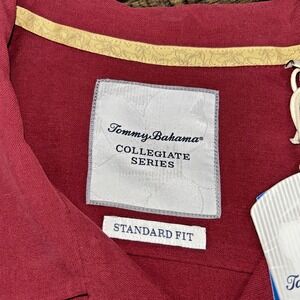 Tommy Bahama®
COLLEGIATE
SERIES
STANDARD FIT